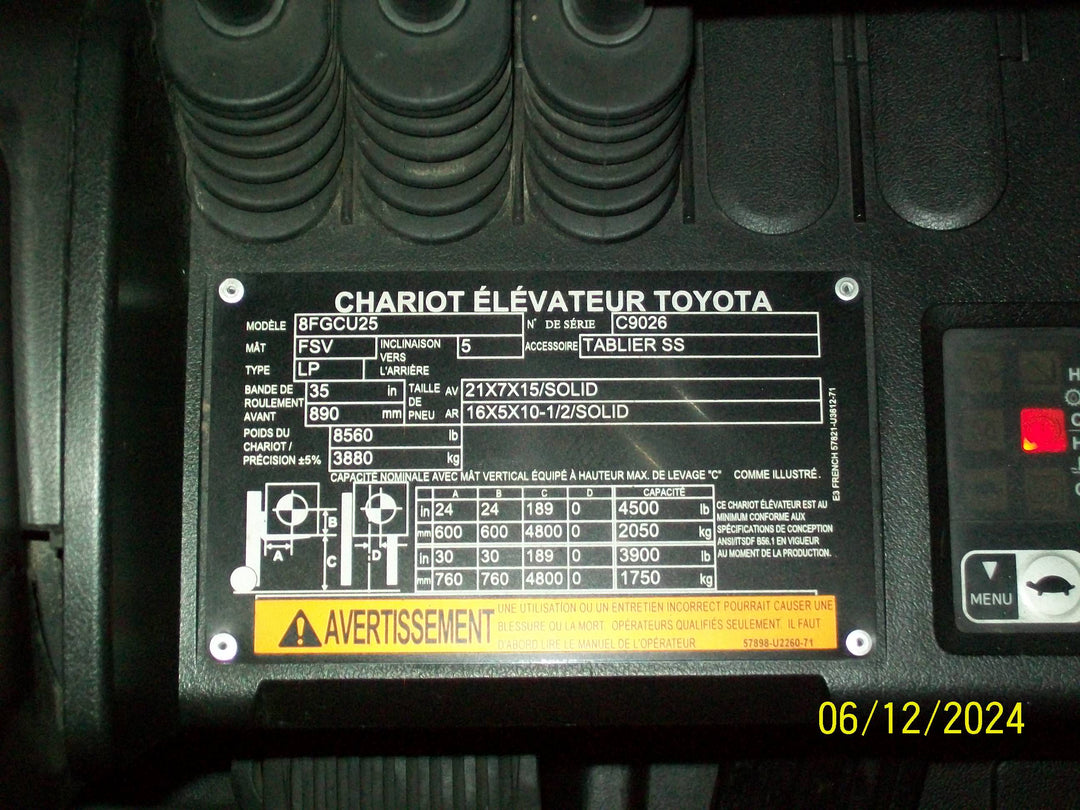 CHARIOT ÉLÉVATEUR TOYOTA
MODÈLE 8FGCU25 N° DE SÉRIE C9026
MÂT FSV INCLINAISON VERS L'ARRIÈRE 5 ACCESSOIRE TABLIER SS
TYPE LP
BANDE DE ROULEMENT AVANT 35 in TAILLE DE PNEU AV 21X7X15/SOLID
890 mm AR 16X5X10-1/2/SOLID
POIDS DU CHARIOT / PRÉCISION ±5% 8560 lb
3880 kg
E3 FRENCH 57821-U3612-71
CAPACITÉ NOMINALE AVEC MÂT VERTICAL ÉQUIPÉ À HAUTEUR MAX. DE LEVAGE "C" COMME ILLUSTRÉ.
A B C D CAPACITÉ
in 24 24 189 0 4500 lb
mm 600 600 4800 0 2050 kg
in 30 30 189 0 3900 lb
mm 760 760 4800 0 1750 kg
B
A
C
D
CE CHARIOT ÉLÉVATEUR EST AU
MINIMUM CONFORME AUX
SPÉCIFICATIONS DE CONCEPTION
ANSI/ITSDF B56.1 EN VIGUEUR
AU MOMENT DE LA PRODUCTION.
AVERTISSEMENT
UNE UTILISATION OU UN ENTRETIEN INCORRECT POURRAIT CAUSER UNE
BLESSURE OU LA MORT. OPÉRATEURS QUALIFIÉS SEULEMENT. IL FAUT
D'ABORD LIRE LE MANUEL DE L'OPÉRATEUR 57898-U2260-71
MENU
06/12/2024